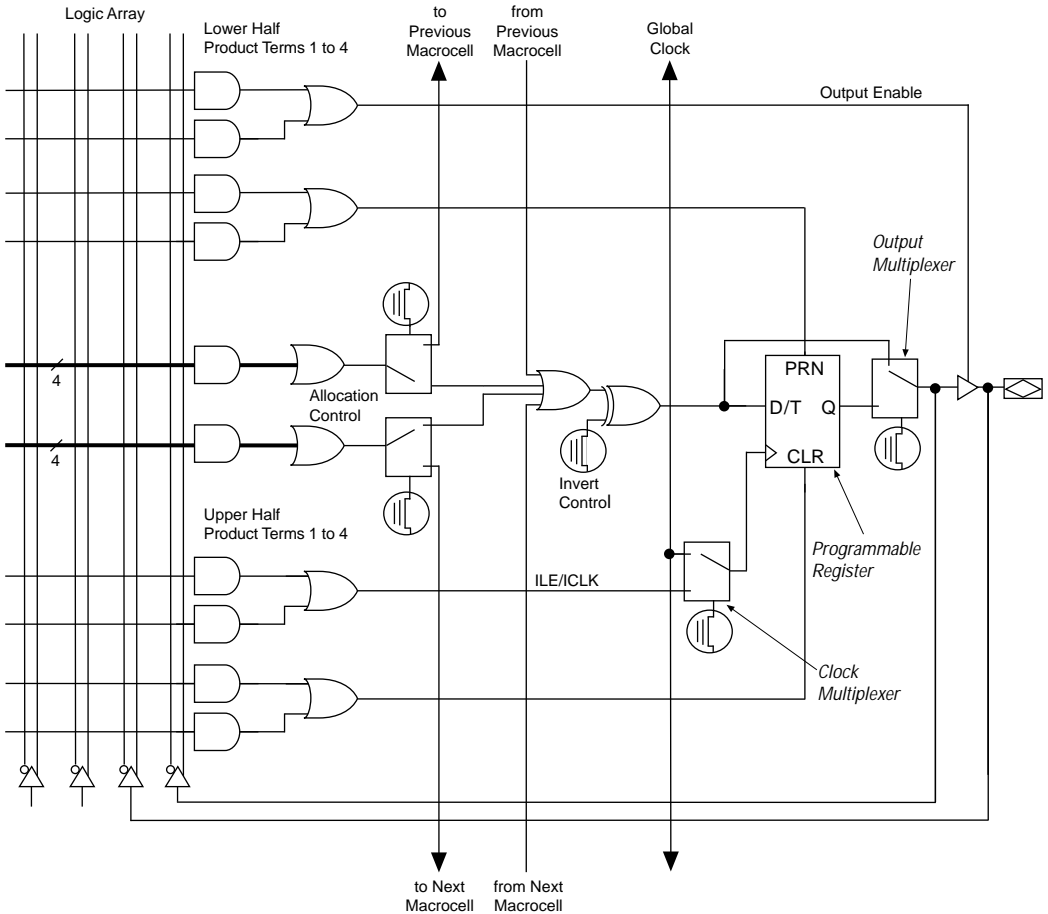 Logic Array
Lower Half
Product Terms 1 to 4
to
Previous
Macrocell
from
Previous
Macrocell
Global
Clock
Output Enable
Output
Multiplexer
4
Allocation
Control
4
PRN
D/T Q
CLR
Invert
Control
Upper Half
Product Terms 1 to 4
Programmable
Register
ILE/ICLK
Clock
Multiplexer
to Next
Macrocell
from Next
Macrocell